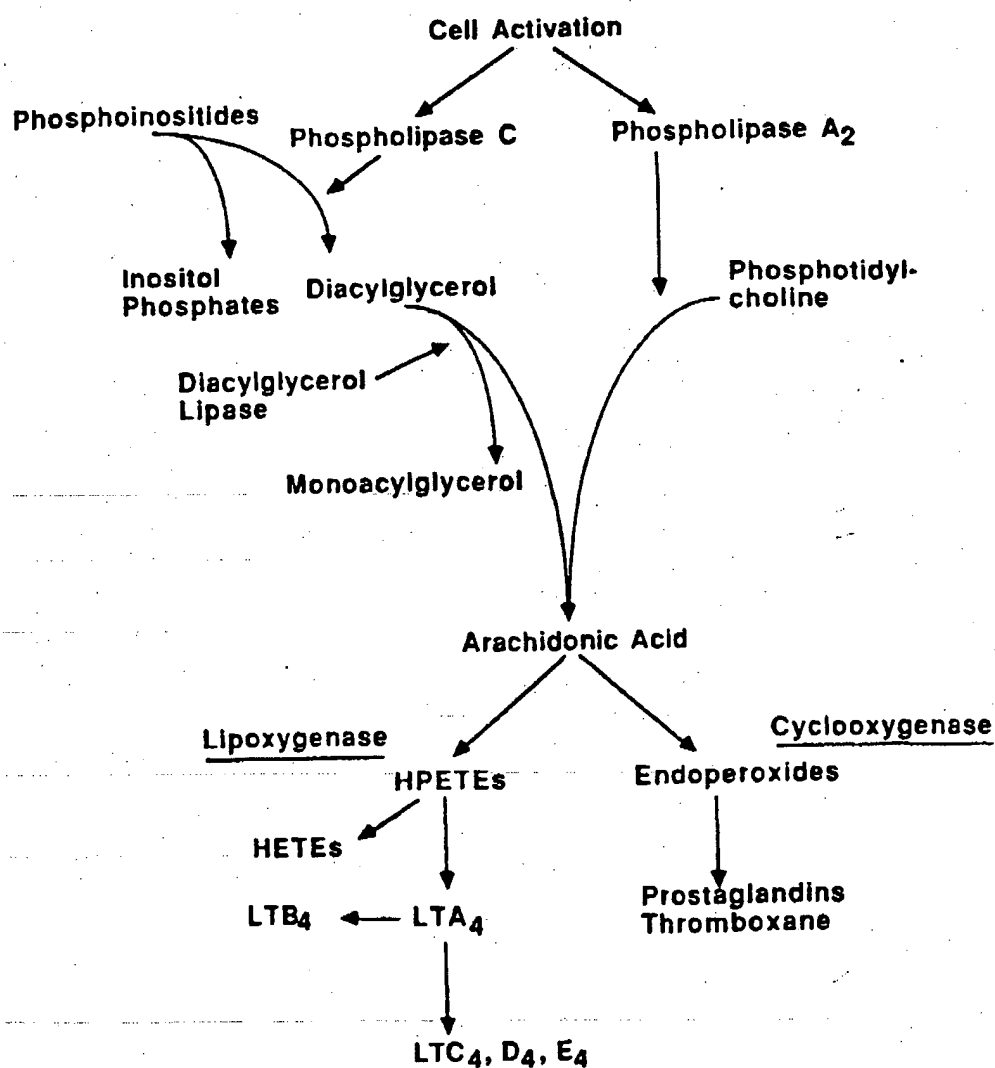 Cell Activation
Phosphoinositides
Phospholipase C
Phospholipase A2
Inositol
Phosphates
Diacylglycerol
Phosphotidyl-
choline
Diacylglycerol
Lipase
Monoacylglycerol
Arachidonic Acid
Lipoxygenase
Cyclooxygenase
HPETEs
Endoperoxides
HETEs
Prostaglandins
Thromboxane
LTB4
LTA4
LTC4, D4, E4